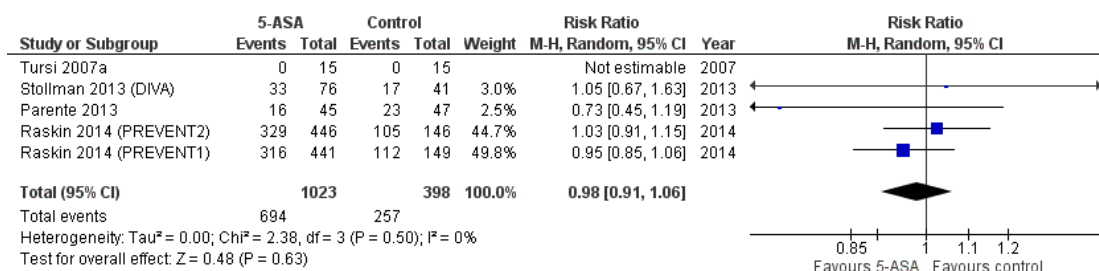 5-ASA Control Risk Ratio Risk Ratio
Study or Subgroup Events Total Events Total Weight M-H, Random, 95% CI Year M-H, Random, 95% CI
Tursi 2007a 0 15 0 15 Not estimable 2007
Stollman 2013 (DIVA) 33 76 17 41 3.0% 1.05 [0.67, 1.63] 2013
Parente 2013 16 45 23 47 2.5% 0.73 [0.45, 1.19] 2013
Raskin 2014 (PREVENT2) 329 446 105 146 44.7% 1.03 [0.91, 1.15] 2014
Raskin 2014 (PREVENT1) 316 441 112 149 49.8% 0.95 [0.85, 1.06] 2014
Total (95% CI) 1023 398 100.0% 0.98 [0.91, 1.06]
Total events 694 257
Heterogeneity: Tau² = 0.00; Chi² = 2.38, df = 3 (P = 0.50); I² = 0%
Test for overall effect: Z = 0.48 (P = 0.63)
0.85 1 1.1 1.2
Favours 5-ASA Favours control